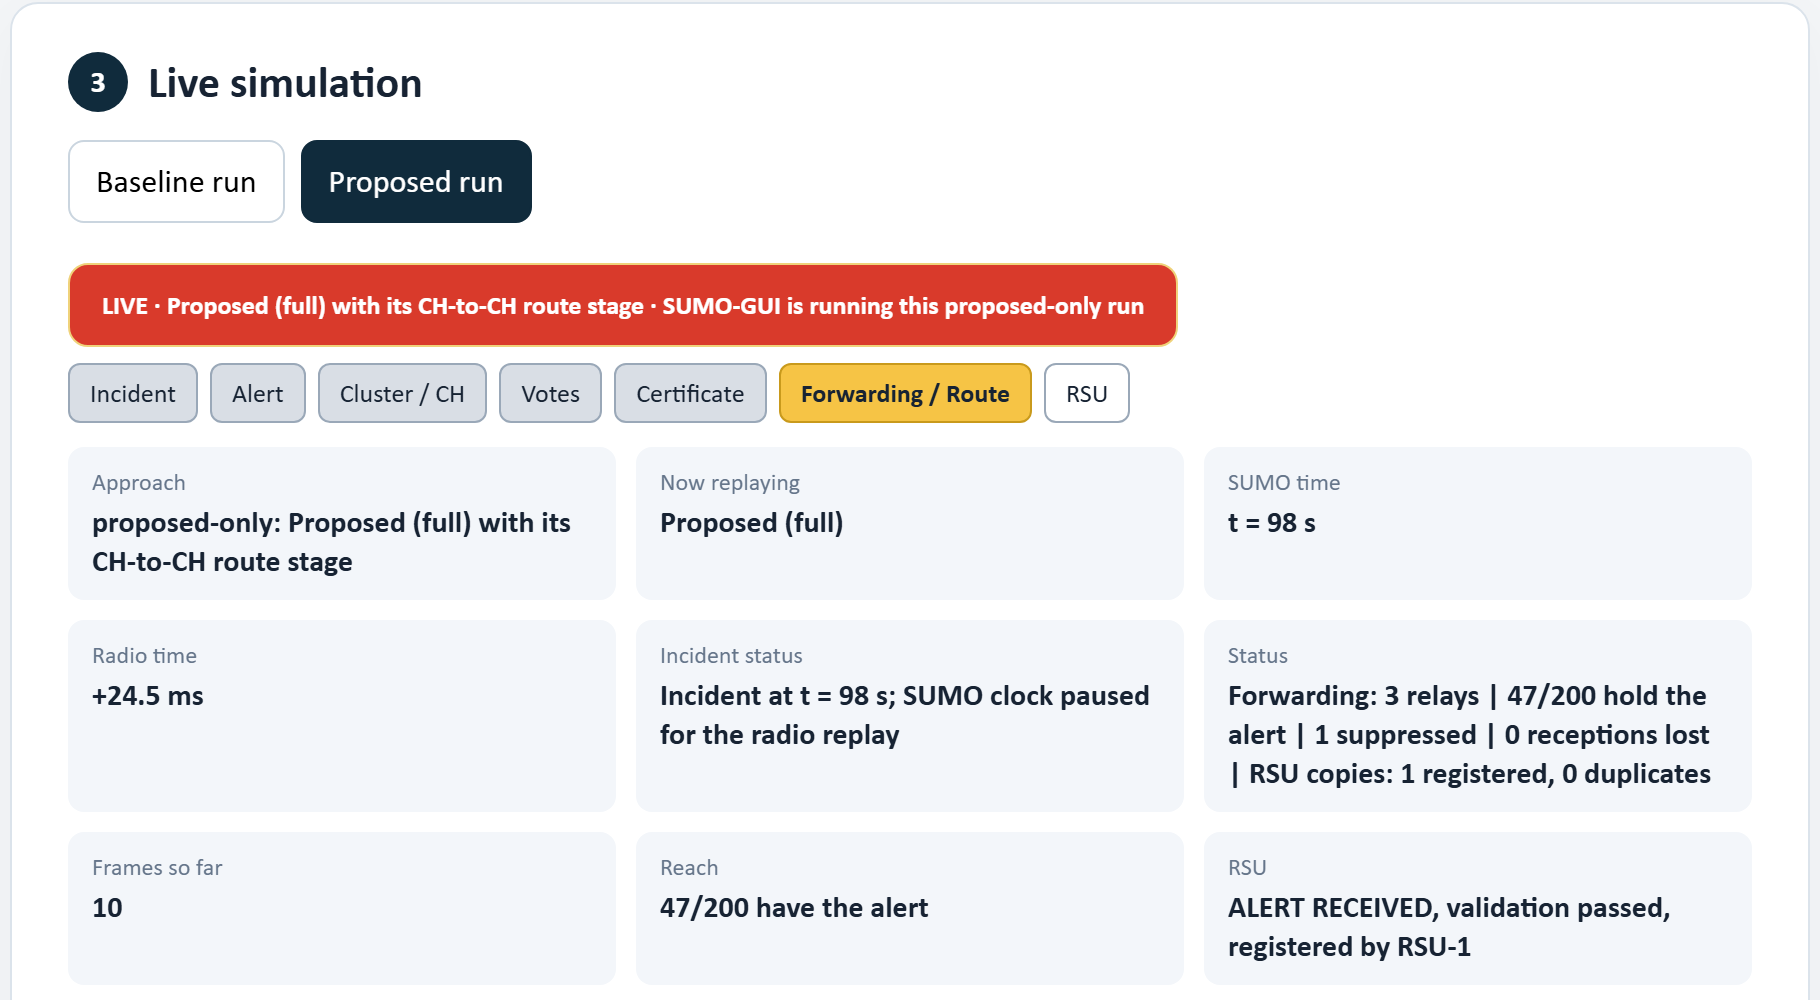 3 Live simulation
Baseline run
Proposed run
LIVE · Proposed (full) with its CH-to-CH route stage · SUMO-GUI is running this proposed-only run
Incident
Alert
Cluster / CH
Votes
Certificate
Forwarding / Route
RSU
Approach
proposed-only: Proposed (full) with its
CH-to-CH route stage
Now replaying
Proposed (full)
SUMO time
t = 98 s
Radio time
+24.5 ms
Incident status
Incident at t = 98 s; SUMO clock paused
for the radio replay
Status
Forwarding: 3 relays | 47/200 hold the
alert | 1 suppressed | 0 receptions lost
| RSU copies: 1 registered, 0 duplicates
Frames so far
10
Reach
47/200 have the alert
RSU
ALERT RECEIVED, validation passed,
registered by RSU-1